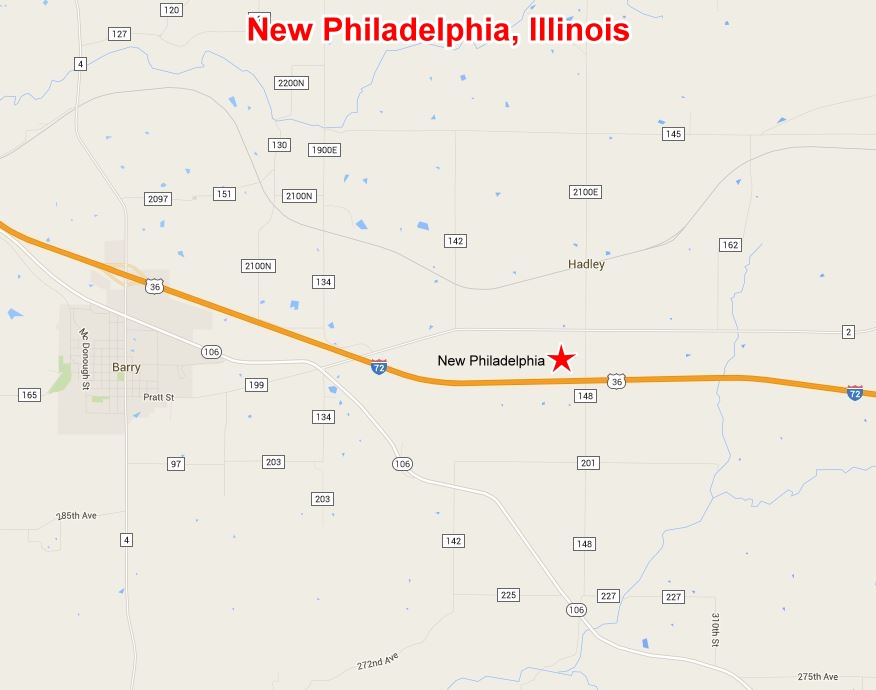 New Philadelphia, Illinois
120
127
4
2200N
145
130
1900E
2097
151
2100N
2100E
142
162
2100N
Hadley
134
36
2
106
New Philadelphia
Mc Donough St
Barry
72
36
199
72
165
Pratt St
148
134
97
203
106
201
203
285th Ave
4
142
148
225
227
227
106
310th St
272nd Ave
275th Ave